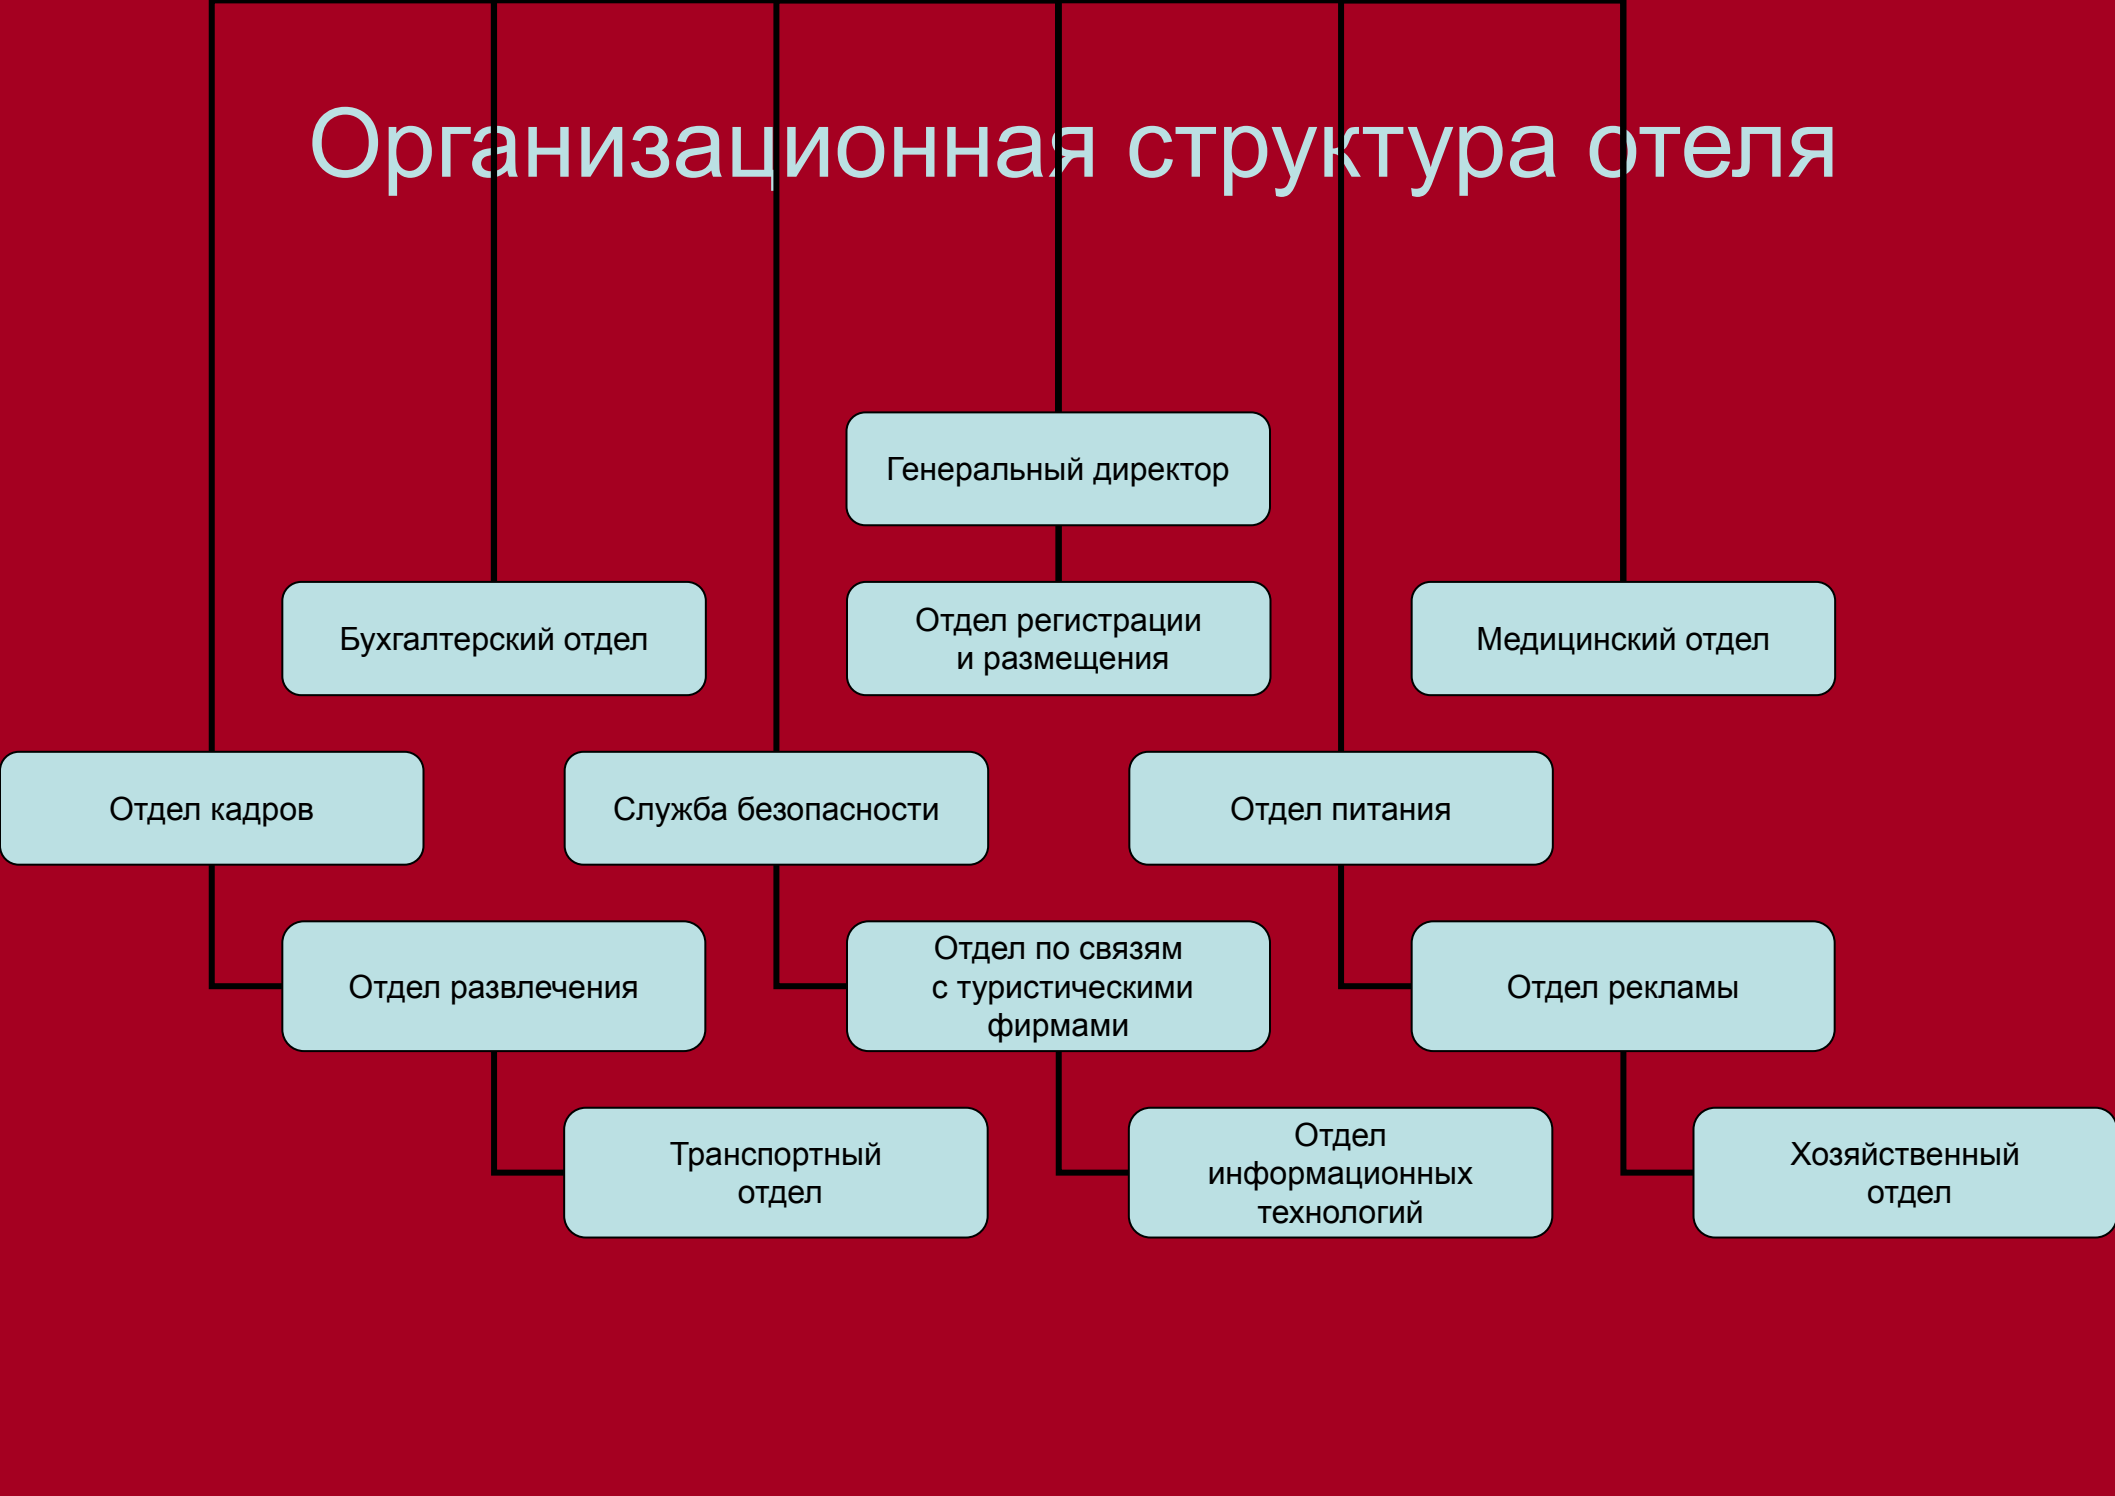 Организационная структура отеля
Генеральный директор
Бухгалтерский отдел
Отдел регистрации
и размещения
Медицинский отдел
Отдел кадров
Служба безопасности
Отдел питания
Отдел развлечения
Отдел по связям
с туристическими
фирмами
Отдел рекламы
Транспортный
отдел
Отдел
информационных
технологий
Хозяйственный
отдел